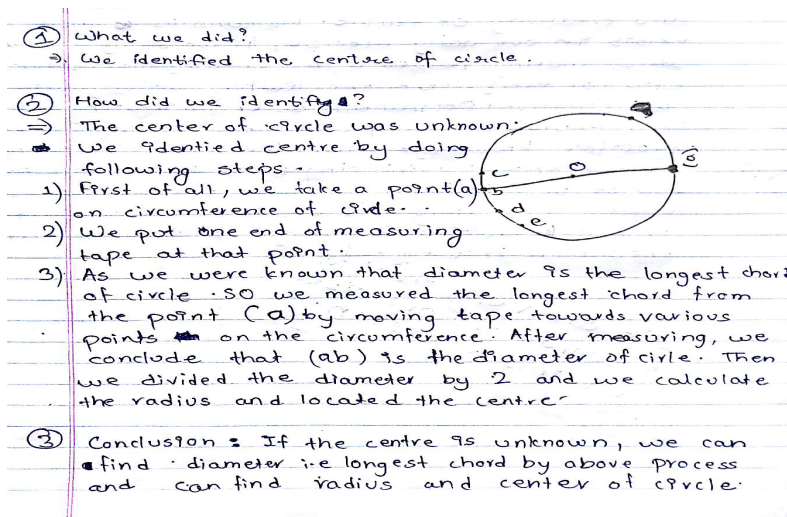 1 What we did?
⇒ We identified the centre of circle.
2 How did we identify?
⇒ The center of circle was unknown.
We identied centre by doing
following steps.
1) First of all, we take a point(a)
on circumference of circle.
2) We put one end of measuring
tape at that point.
3) As we were known that diameter is the longest chord
of circle. SO we measured the longest chord from
the point (a) by moving tape towards various
points on the circumference. After measuring, we
conclude that (ab) is the diameter of cirle. Then
we divided the diameter by 2 and we calculate
the radius and located the centre
3 Conclusion : If the centre is unknown, we can
find diameter i.e longest chord by above process
and can find radius and center of circle.
c
b
d
e
o
(a)